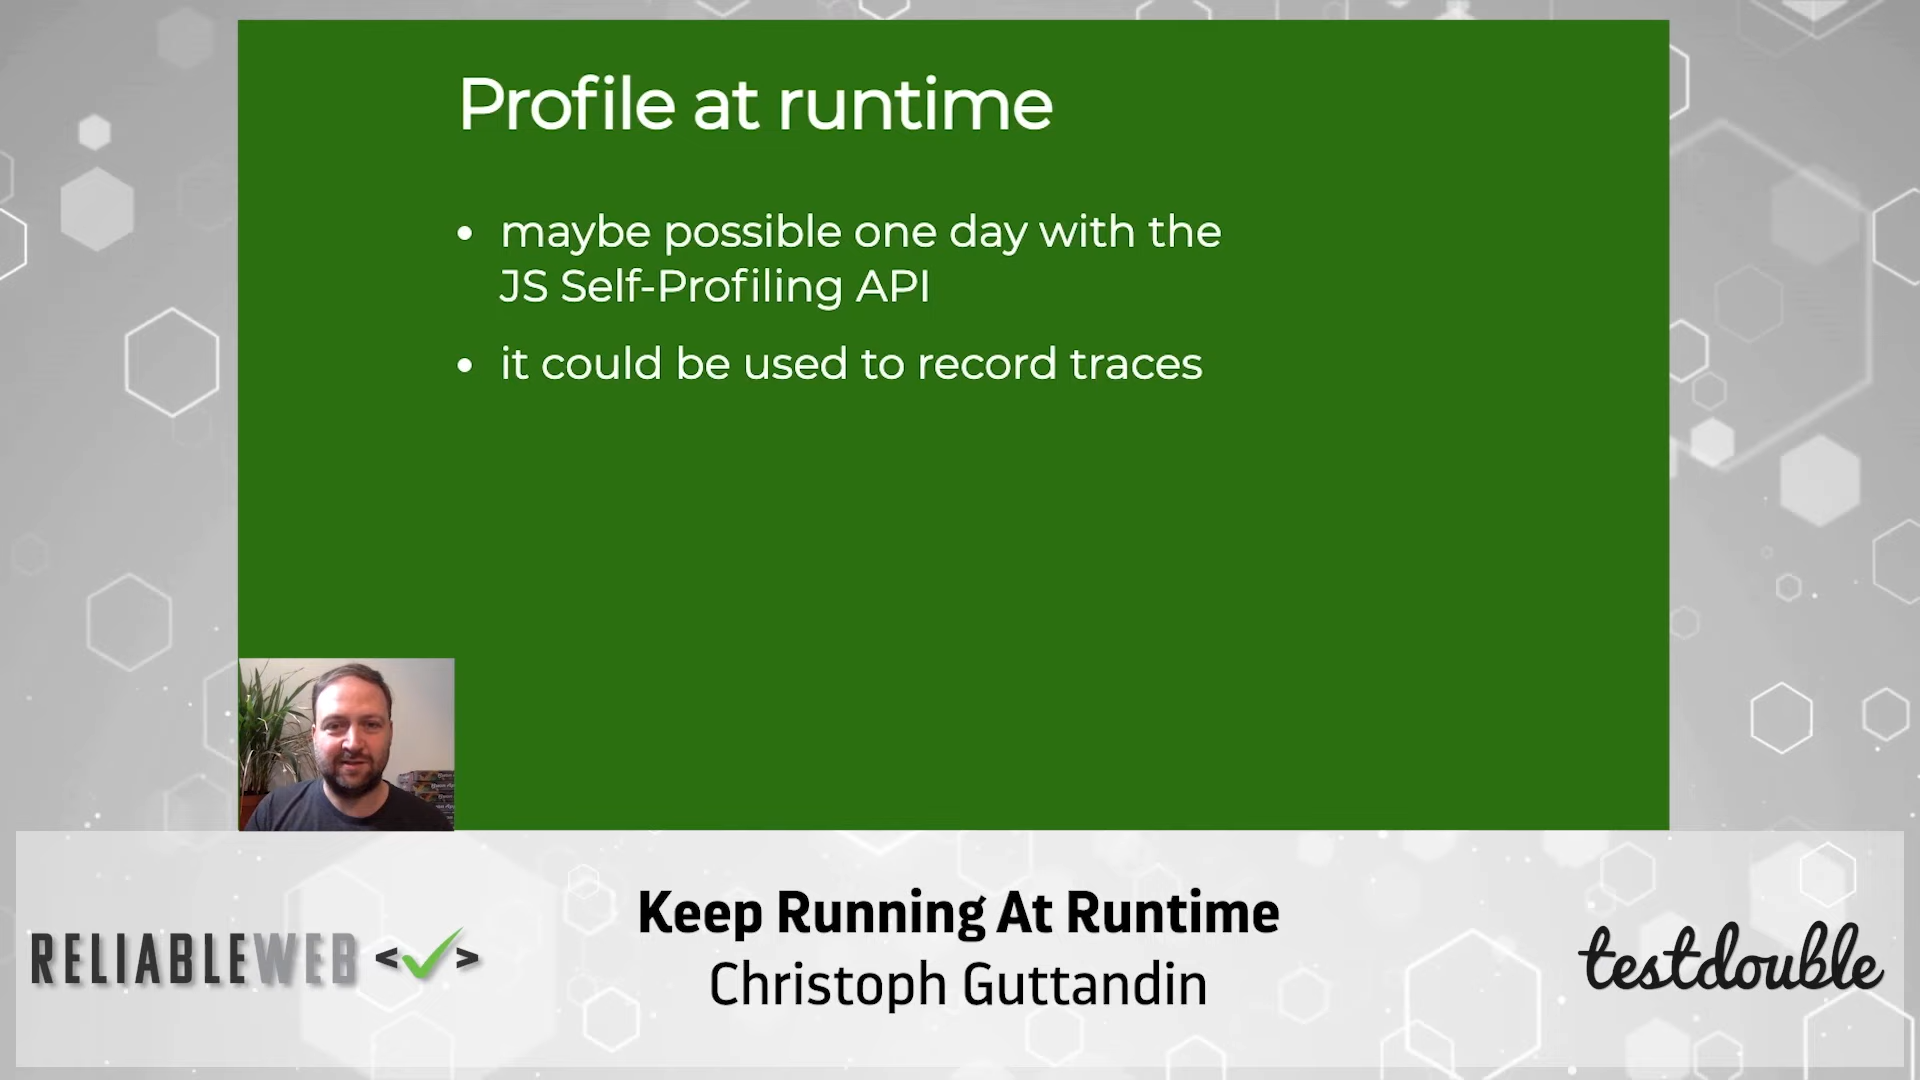 Profile at runtime
• maybe possible one day with the
JS Self-Profiling API
• it could be used to record traces
RELIABLEWEB <✓>
Keep Running At Runtime
Christoph Guttandin
testdouble